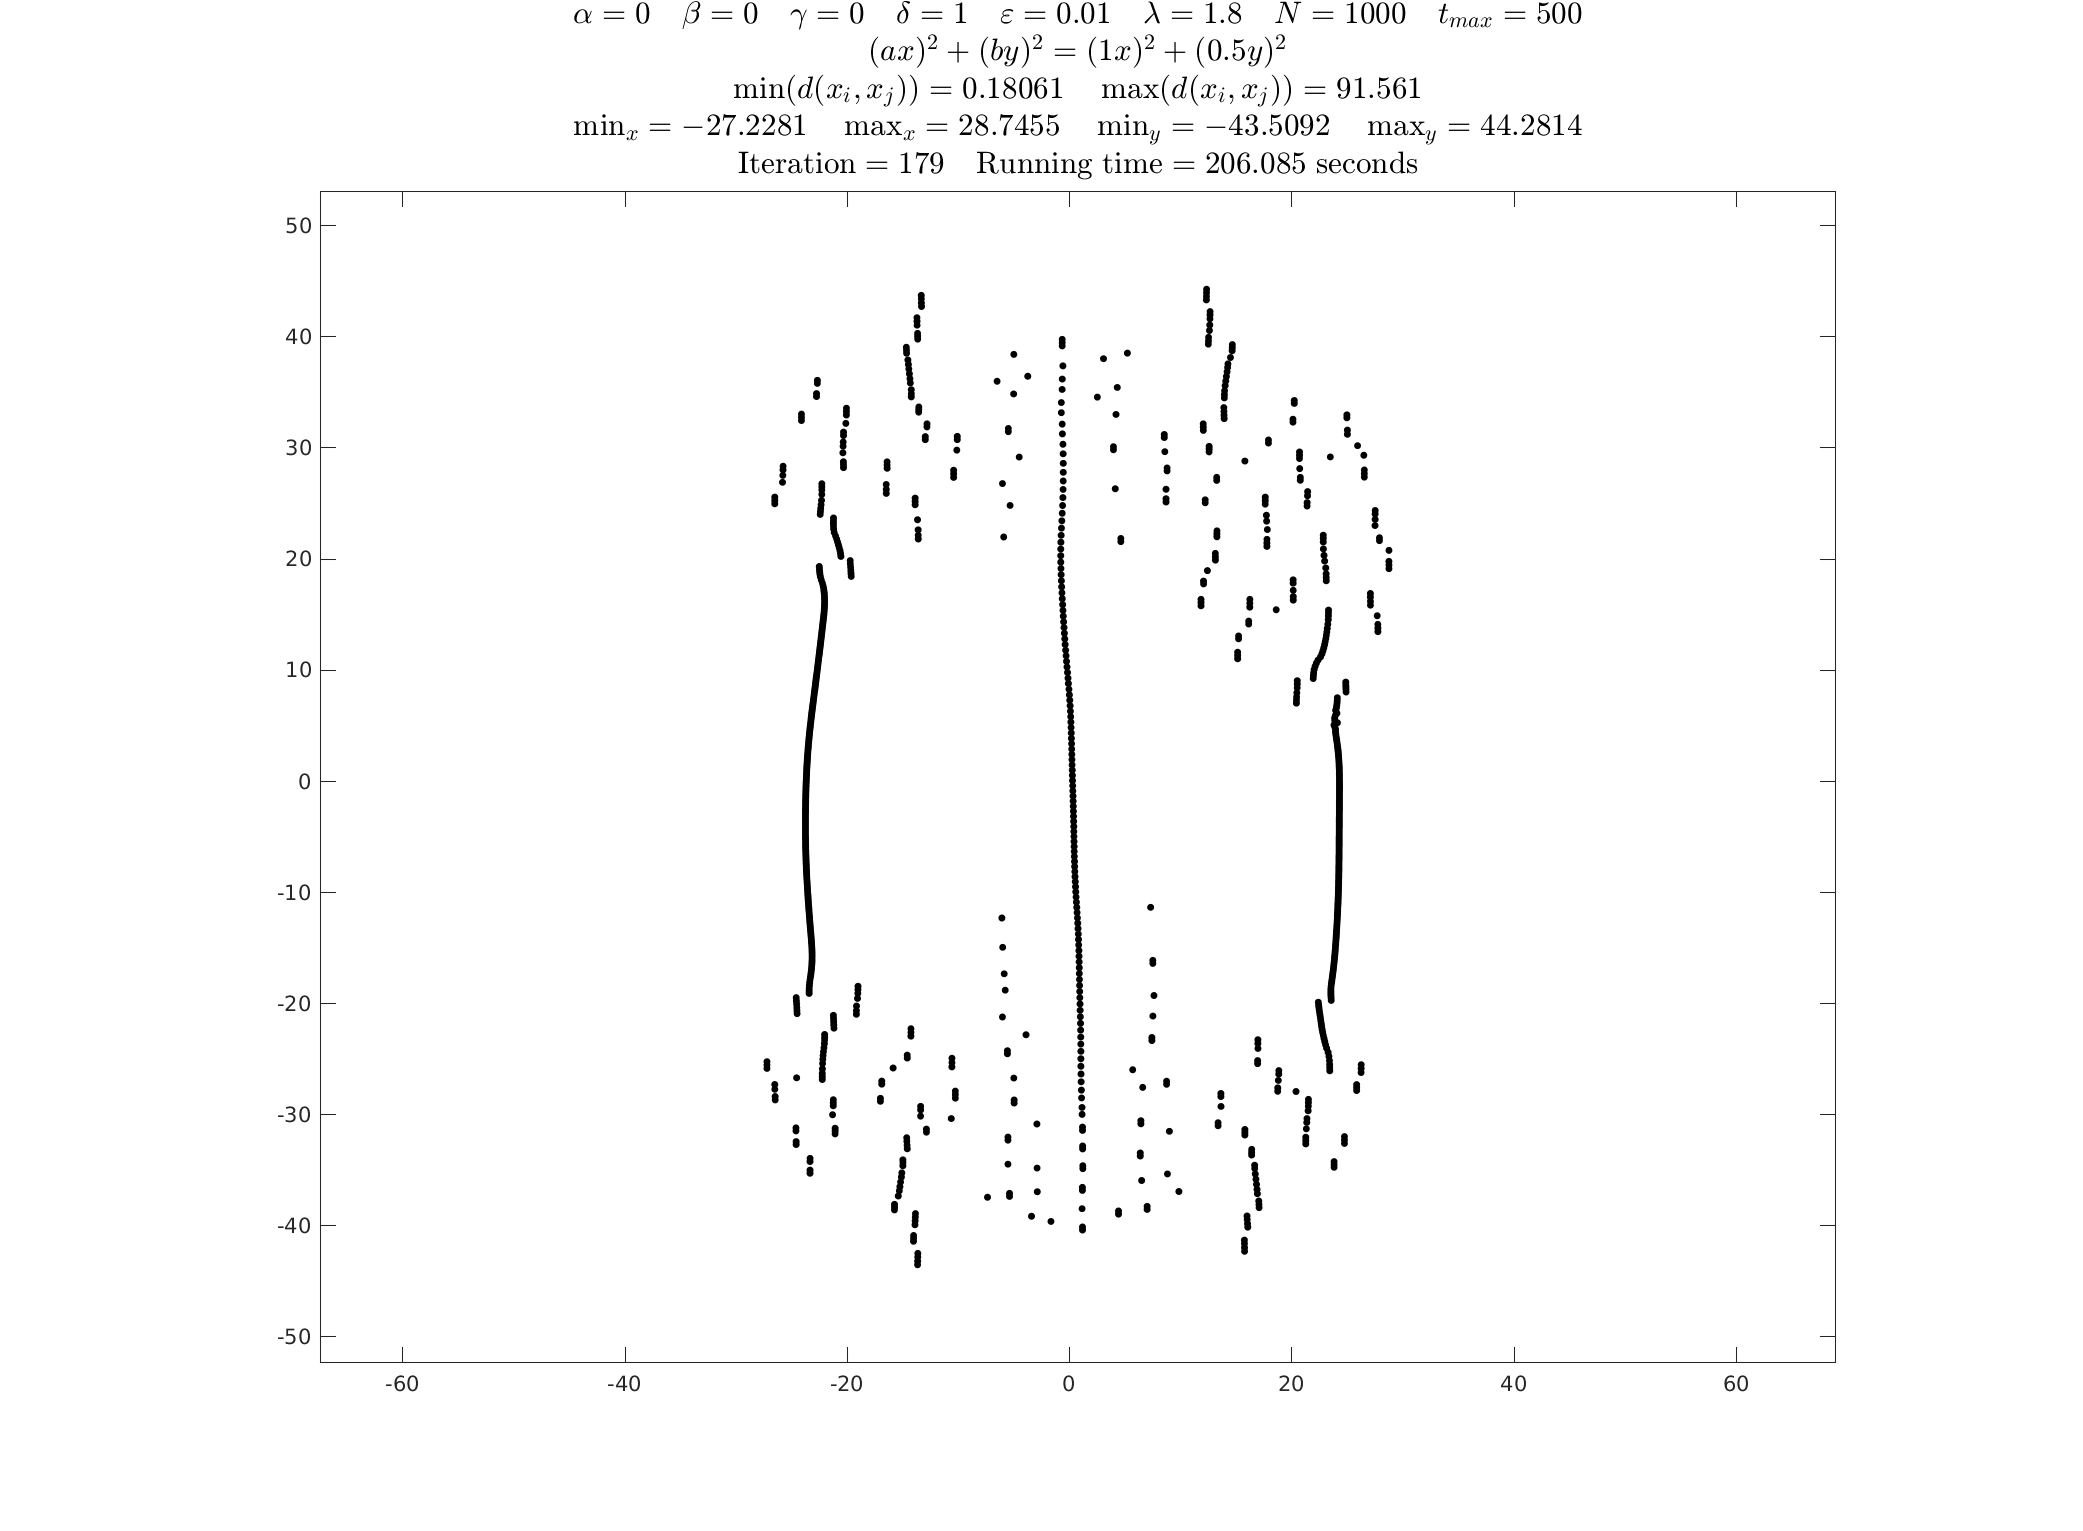 α = 0 β = 0 γ = 0 δ = 1 ε = 0.01 λ = 1.8 N = 1000 t_{max} = 500
(ax)² + (by)² = (1x)² + (0.5y)²
min(d(x_i, x_j)) = 0.18061 max(d(x_i, x_j)) = 91.561
min_x = −27.2281 max_x = 28.7455 min_y = −43.5092 max_y = 44.2814
Iteration = 179 Running time = 206.085 seconds
50
40
30
20
10
0
-10
-20
-30
-40
-50
-60 -40 -20 0 20 40 60